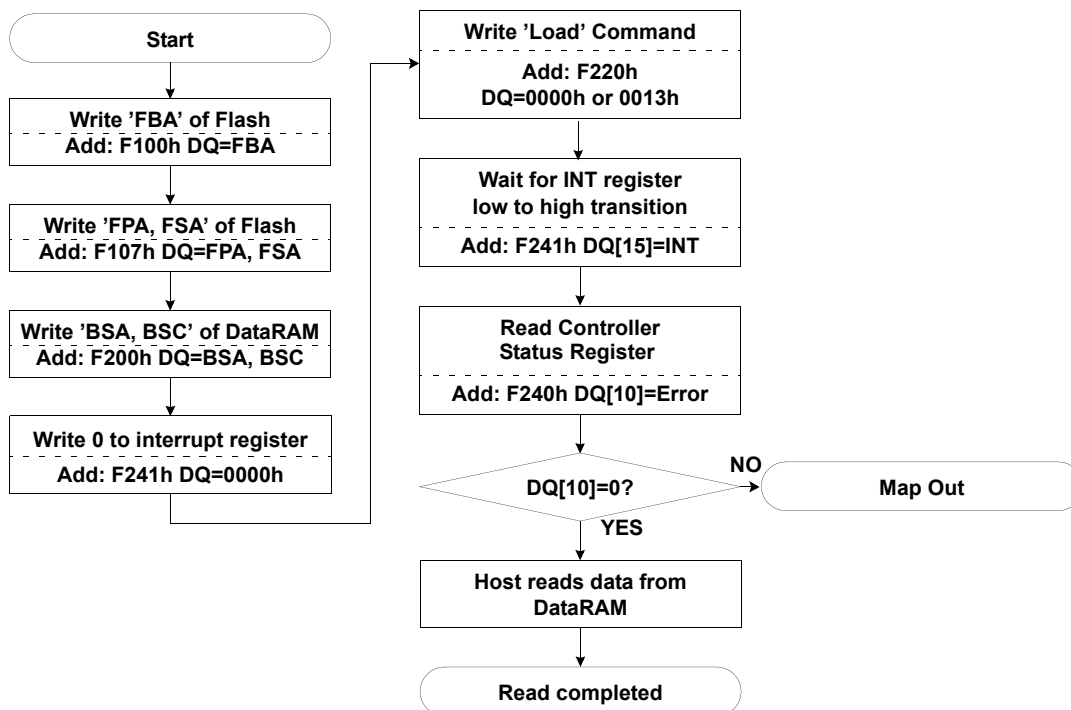 Start
Write ’FBA’ of Flash
Add: F100h DQ=FBA
Write ’FPA, FSA’ of Flash
Add: F107h DQ=FPA, FSA
Write ’BSA, BSC’ of DataRAM
Add: F200h DQ=BSA, BSC
Write 0 to interrupt register
Add: F241h DQ=0000h
Write ’Load’ Command
Add: F220h
DQ=0000h or 0013h
Wait for INT register
low to high transition
Add: F241h DQ[15]=INT
Read Controller
Status Register
Add: F240h DQ[10]=Error
DQ[10]=0?
NO
Map Out
YES
Host reads data from
DataRAM
Read completed